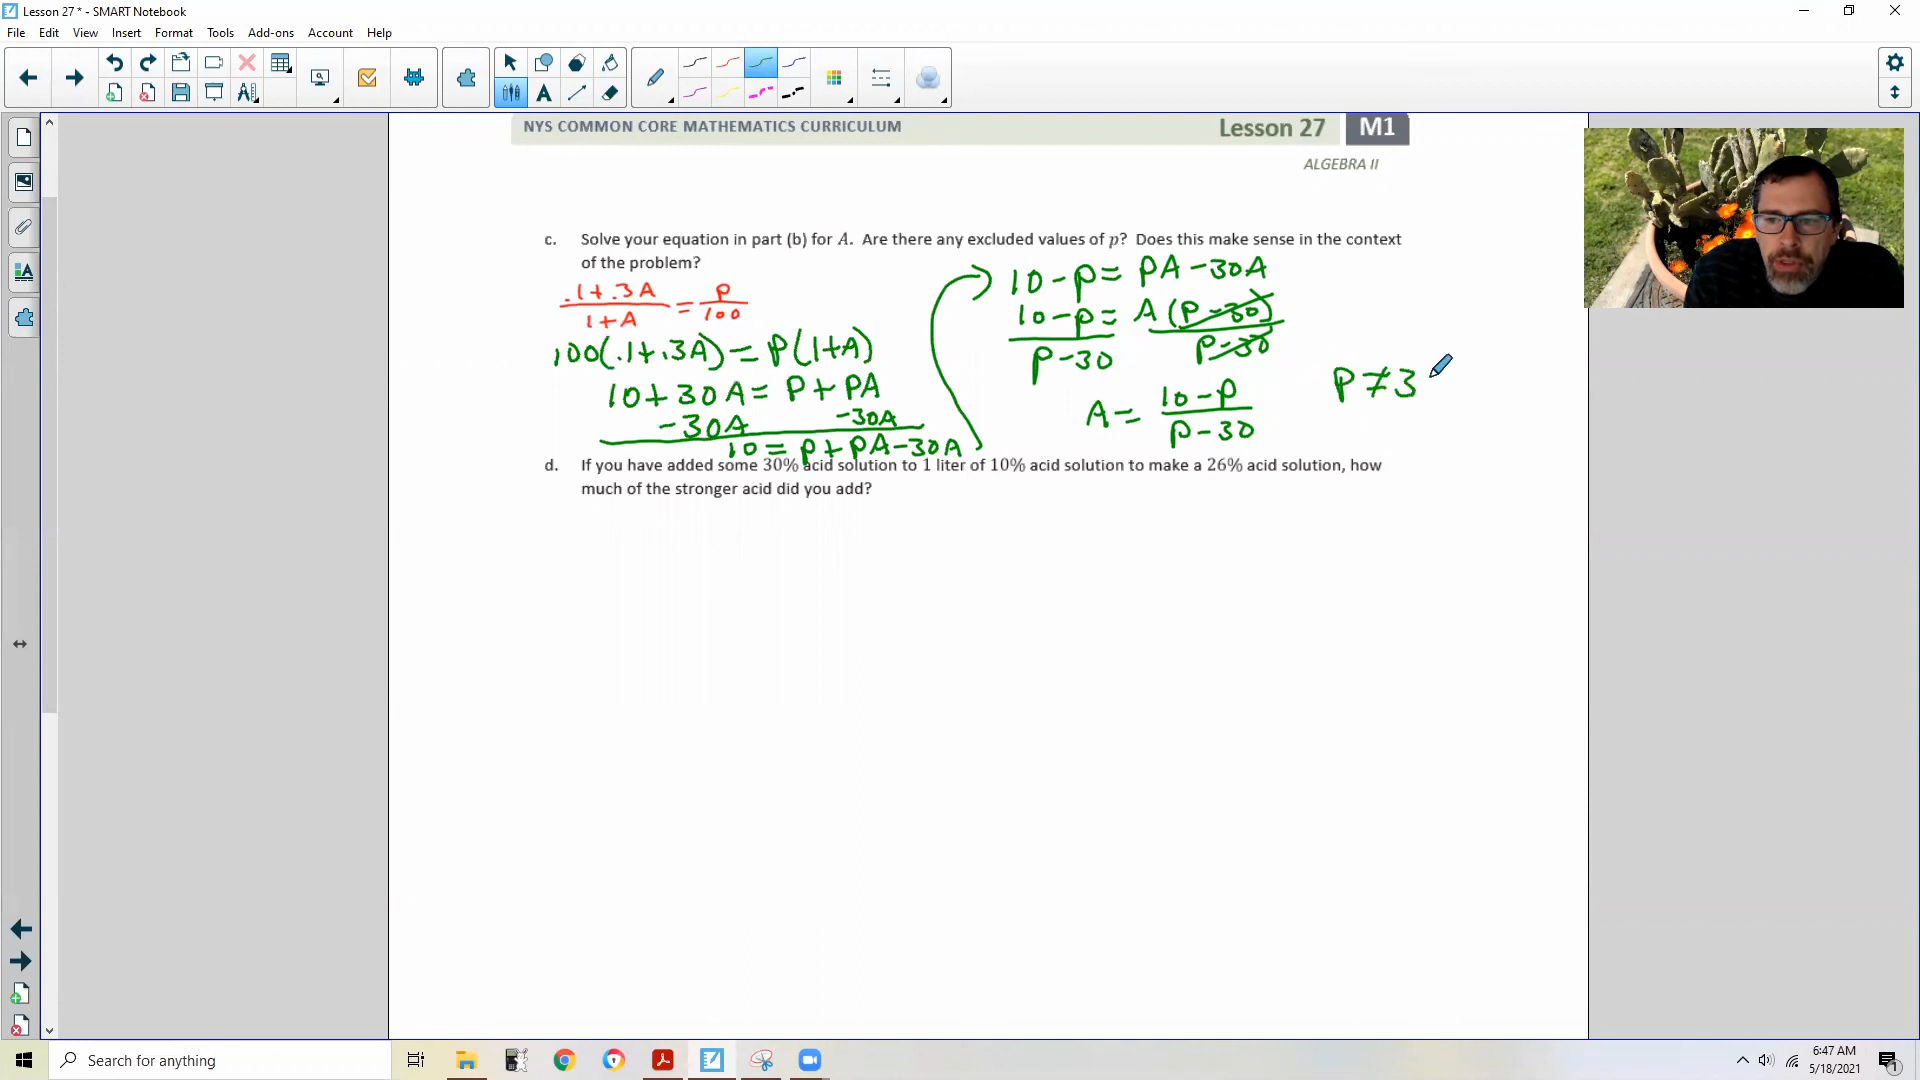 Lesson 27 * - SMART Notebook
File Edit View Insert Format Tools Add-ons Account Help
NYS COMMON CORE MATHEMATICS CURRICULUM Lesson 27 M1
ALGEBRA II
c. Solve your equation in part (b) for A. Are there any excluded values of p? Does this make sense in the context
of the problem?
.1+.3A / 1+A = P / 100
100(.1+.3A) = P(1+A)
10+30A = P+PA
-30A -30A
10 = P+PA-30A
10-P = PA-30A
10-P = A(P-30)
P-30 P-30
A = 10-P / P-30
P≠3
d. If you have added some 30% acid solution to 1 liter of 10% acid solution to make a 26% acid solution, how
much of the stronger acid did you add?
Search for anything
6:47 AM
5/18/2021
1